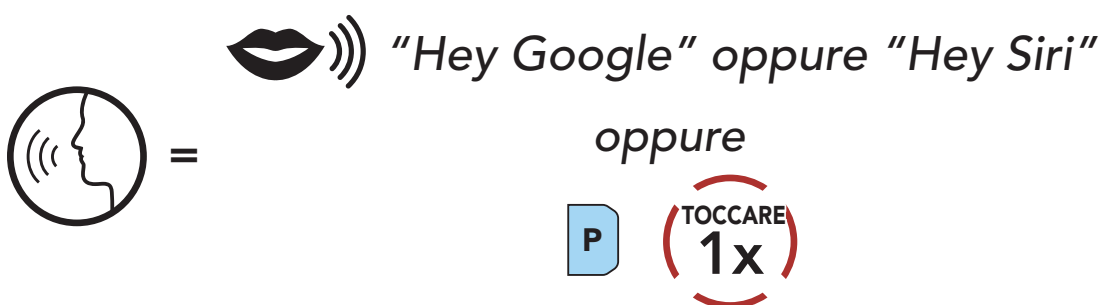 "Hey Google" oppure "Hey Siri"
=
oppure
P
TOCCARE
1x